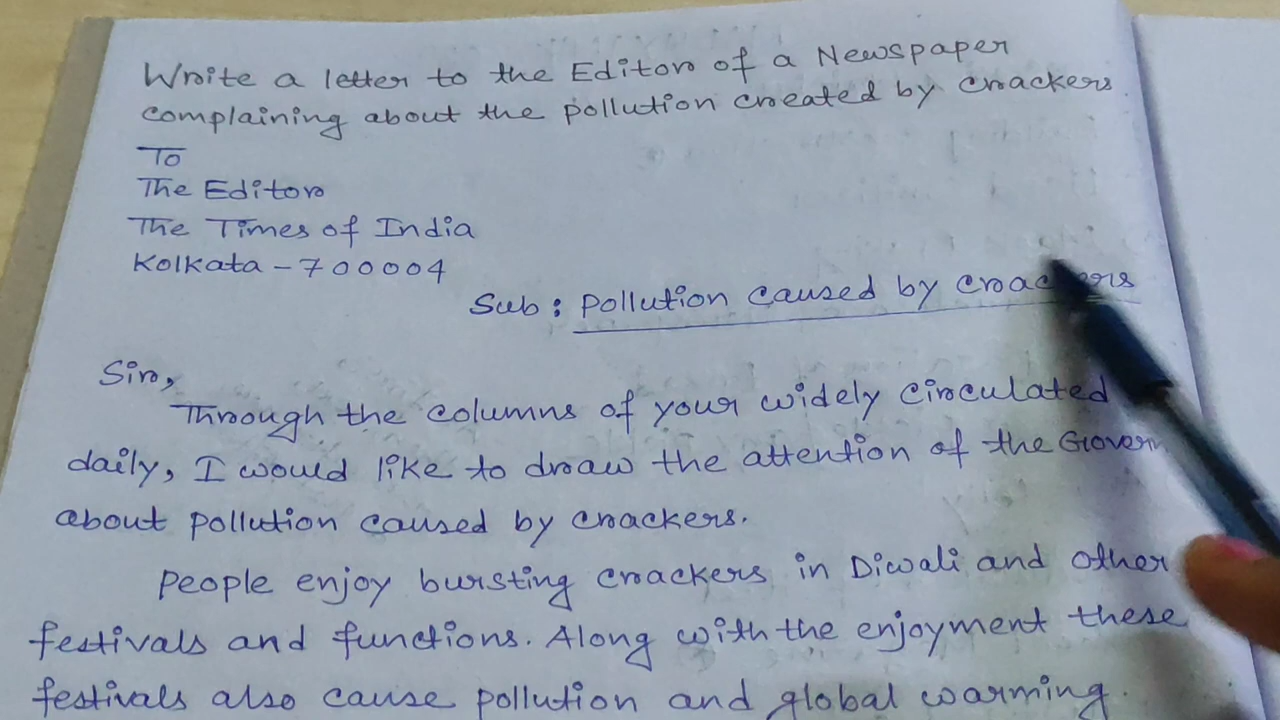 Write a letter to the Editor of a Newspaper
complaining about the pollution created by crackers.
To
The Editor
The Times of India
Kolkata - 700004
Sub: Pollution caused by crackers
Sir,
Through the columns of your widely circulated
daily, I would like to draw the attention of the Govern
about pollution caused by crackers.
People enjoy bursting crackers in Diwali and other
festivals and functions. Along with the enjoyment these
festivals also cause pollution and global warming.